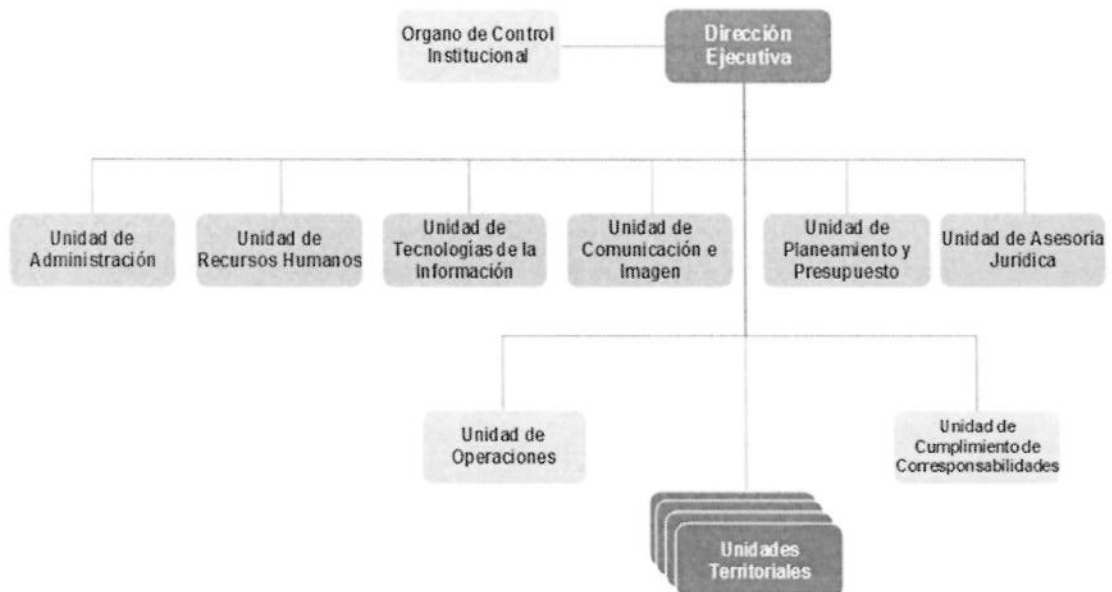 Organo de Control
Institucional
Dirección
Ejecutiva
Unidad de
Administración
Unidad de
Recursos Humanos
Unidad de
Tecnologías de la
Información
Unidad de
Comunicación e
Imagen
Unidad de
Planeamiento y
Presupuesto
Unidad de Asesoria
Juridica
Unidad de
Operaciones
Unidad de
Cumplimiento de
Corresponsabilidades
Unidades
Territoriales